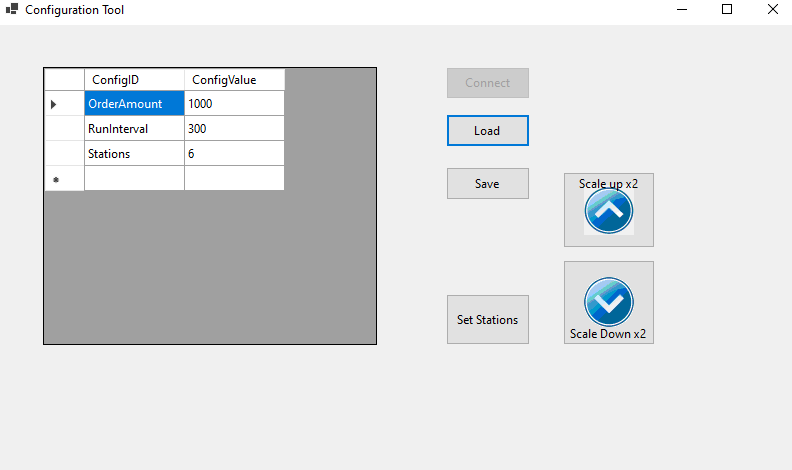 Configuration Tool
ConfigID ConfigValue
OrderAmount 1000
RunInterval 300
Stations 6
Connect
Load
Save
Scale up x2
Set Stations
Scale Down x2